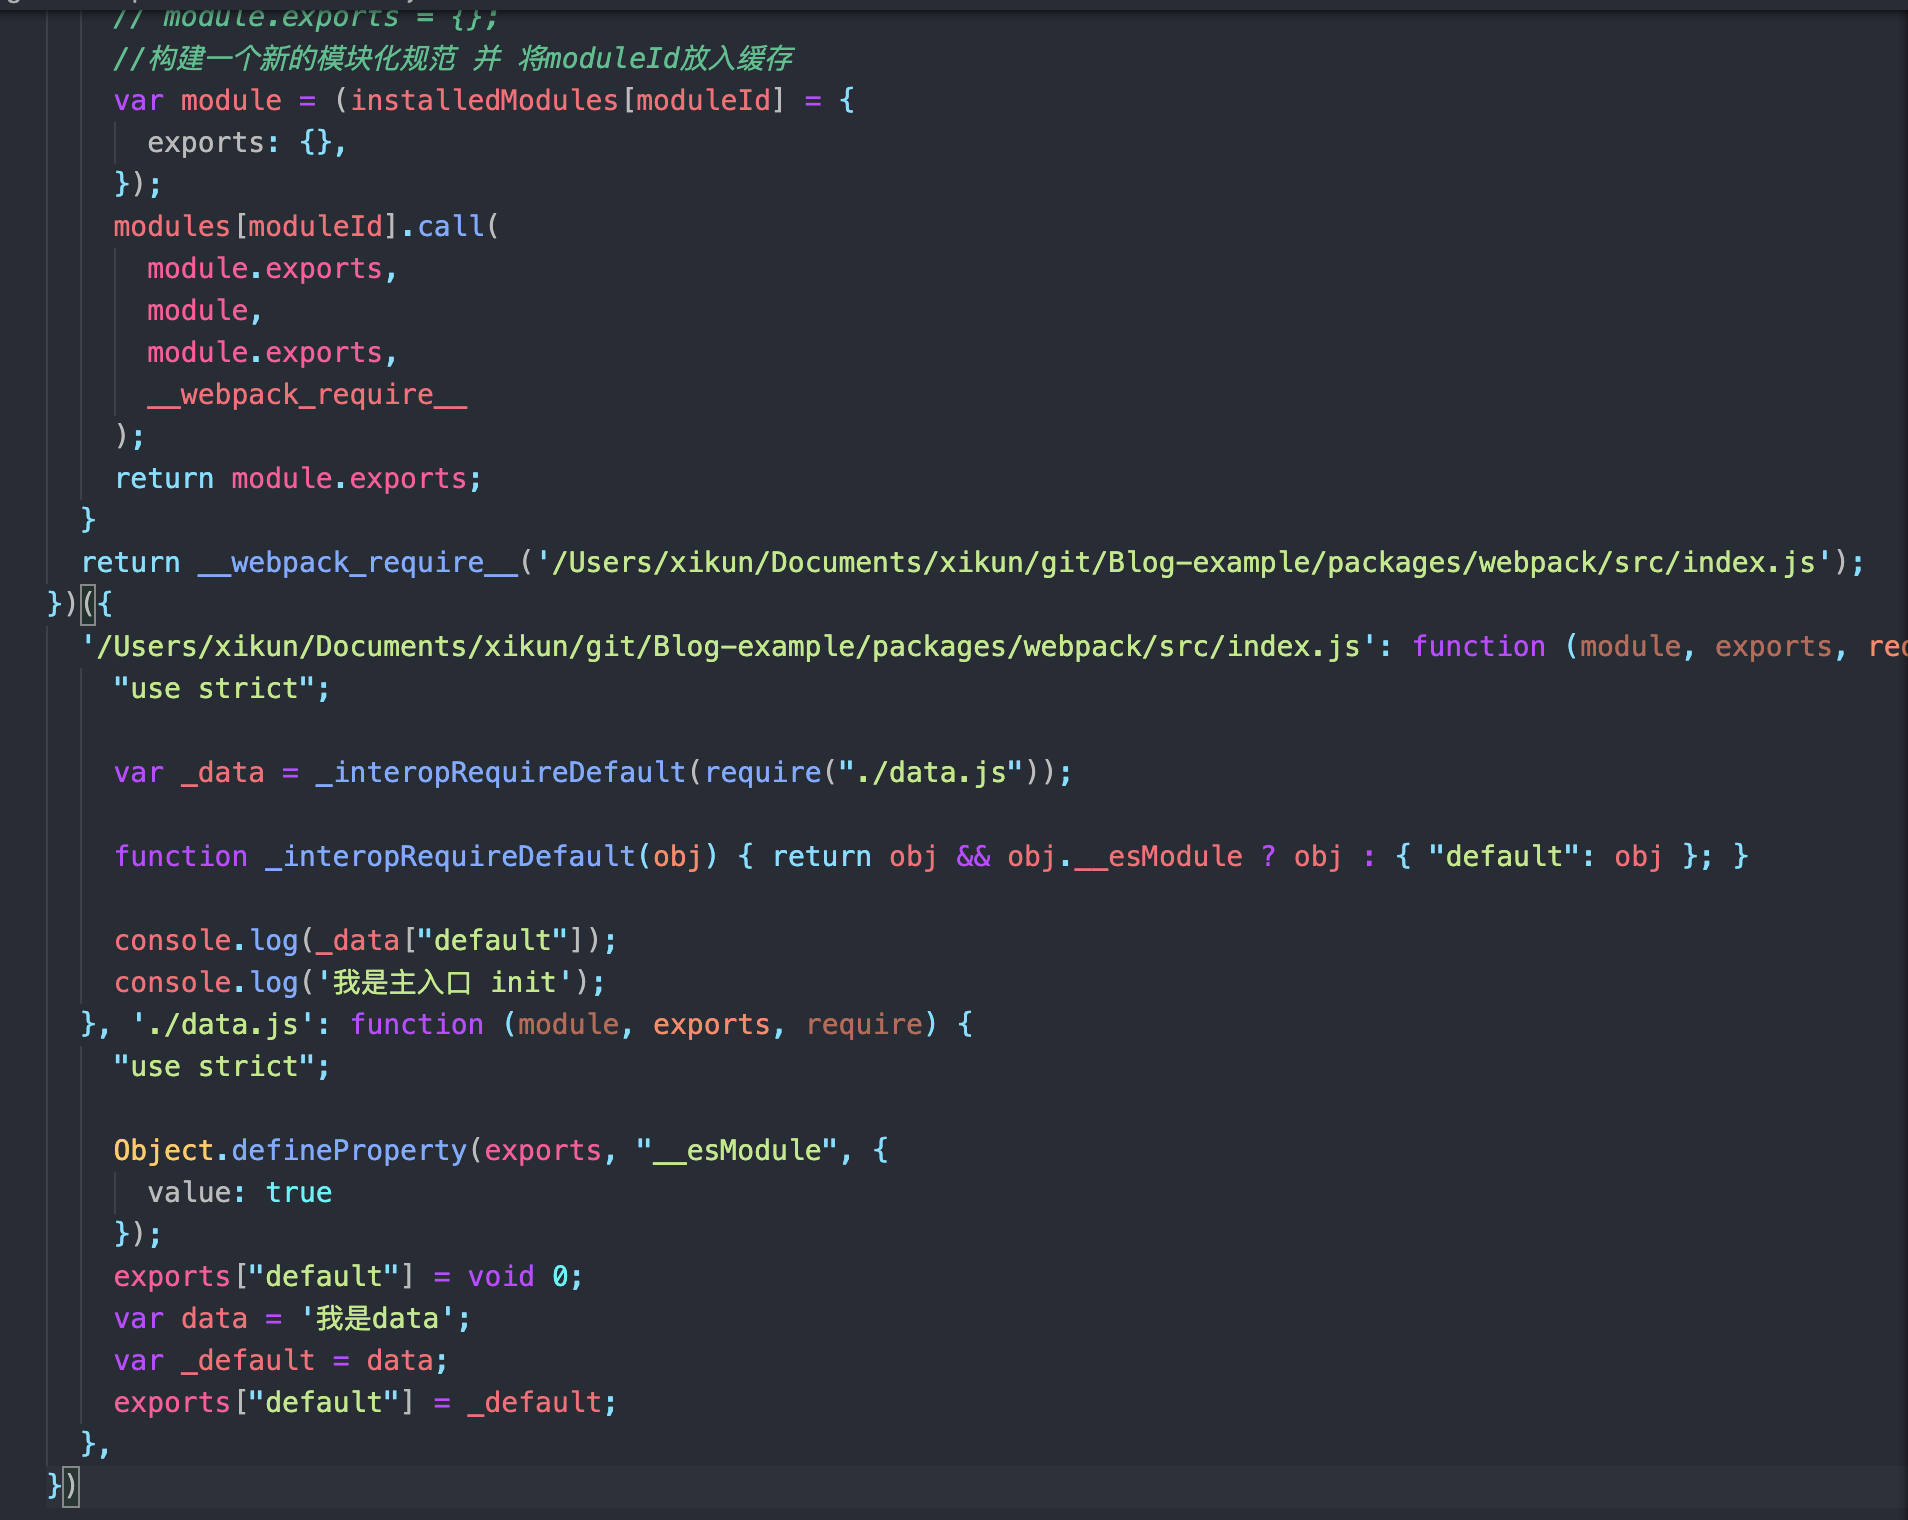 // module.exports = {};
//构建一个新的模块化规范 并 将moduleId放入缓存
var module = (installedModules[moduleId] = {
exports: {},
});
modules[moduleId].call(
module.exports,
module,
module.exports,
__webpack_require__
);
return module.exports;
}
return __webpack_require__('/Users/xikun/Documents/xikun/git/Blog-example/packages/webpack/src/index.js');
})({
'/Users/xikun/Documents/xikun/git/Blog-example/packages/webpack/src/index.js': function (module, exports,
"use strict";
var _data = _interopRequireDefault(require("./data.js"));
function _interopRequireDefault(obj) { return obj && obj.__esModule ? obj : { "default": obj }; }
console.log(_data["default"]);
console.log('我是主入口 init');
}, './data.js': function (module, exports, require) {
"use strict";
Object.defineProperty(exports, "__esModule", {
value: true
});
exports["default"] = void 0;
var data = '我是data';
var _default = data;
exports["default"] = _default;
},
})